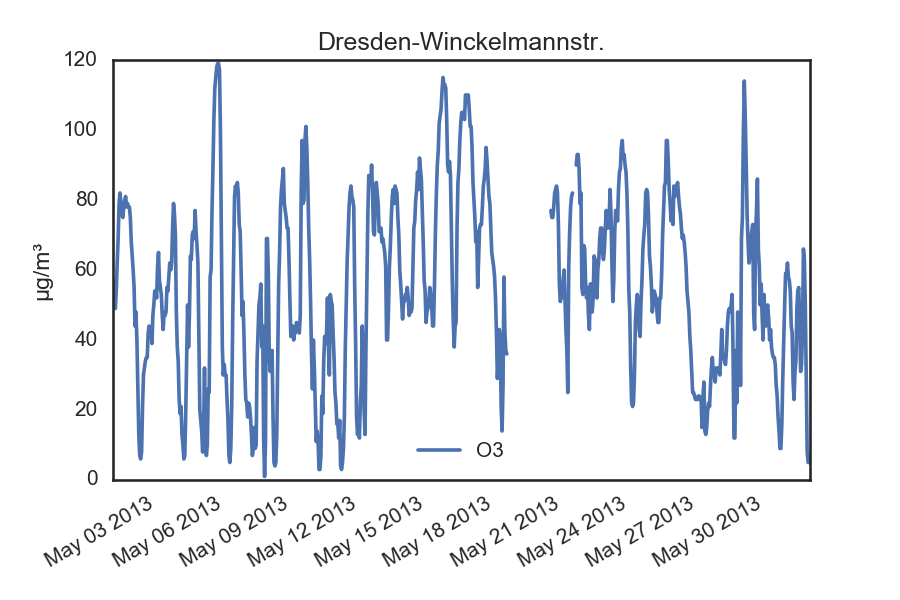 Dresden-Winckelmannstr.
µg/m³
120
100
80
60
40
20
0
O3
May 03 2013
May 06 2013
May 09 2013
May 12 2013
May 15 2013
May 18 2013
May 21 2013
May 24 2013
May 27 2013
May 30 2013